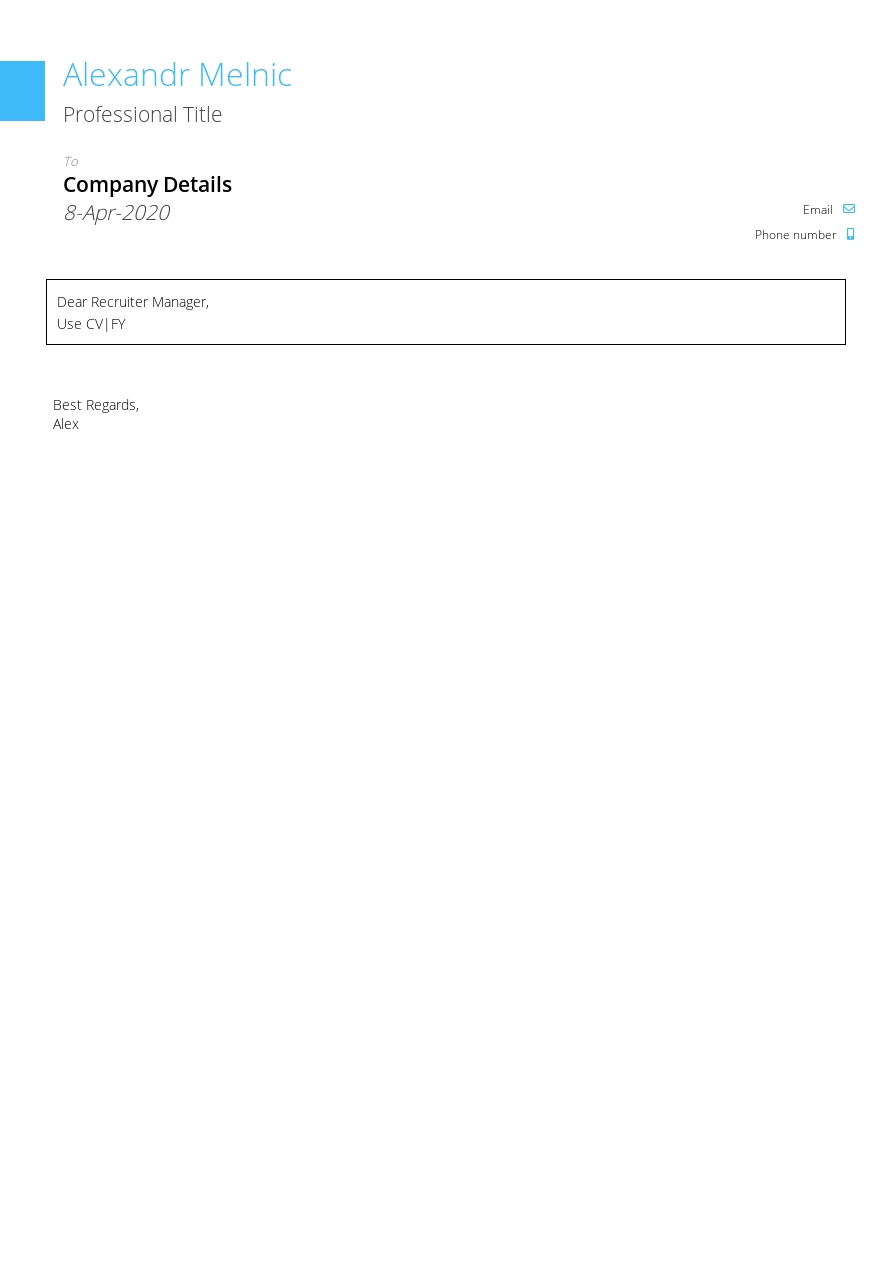 Alexandr Melnic
Professional Title
To
Company Details
8-Apr-2020
Email
Phone number
Dear Recruiter Manager,
Use CV|FY
Best Regards,
Alex